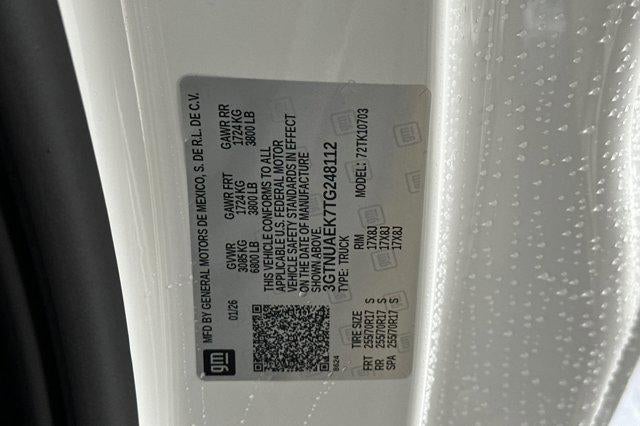 gm
MFD BY GENERAL MOTORS DE MEXICO, S. DE R.L. DE C.V.
01/26
GVWR GAWR FRT GAWR RR
3085 KG 1724 KG 1724 KG
6800 LB 3800 LB 3800 LB
THIS VEHICLE CONFORMS TO ALL
APPLICABLE U.S. FEDERAL MOTOR
VEHICLE SAFETY STANDARDS IN EFFECT
ON THE DATE OF MANUFACTURE
SHOWN ABOVE.
3GTNUAEK7TG248112
TYPE: TRUCK MODEL: 72TK10703
8624
TIRE SIZE RIM
FRT 255/70R17 S 17X8J
RR 255/70R17 S 17X8J
SPA 255/70R17 S 17X8J